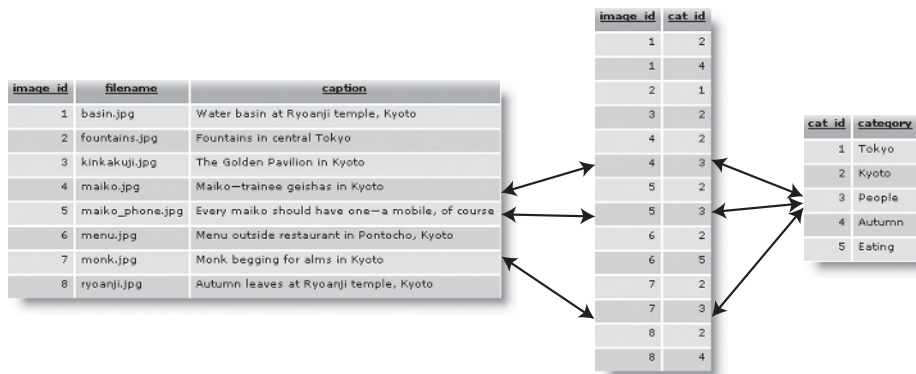 image_id filename caption
1 basin.jpg Water basin at Ryoanji temple, Kyoto
2 fountains.jpg Fountains in central Tokyo
3 kinkakuji.jpg The Golden Pavilion in Kyoto
4 maiko.jpg Maiko—trainee geishas in Kyoto
5 maiko_phone.jpg Every maiko should have one—a mobile, of course
6 menu.jpg Menu outside restaurant in Pontocho, Kyoto
7 monk.jpg Monk begging for alms in Kyoto
8 ryoanji.jpg Autumn leaves at Ryoanji temple, Kyoto
image_id cat_id
1 2
1 4
2 1
3 2
4 2
4 3
5 2
5 3
6 2
6 5
7 2
7 3
8 2
8 4
cat_id category
1 Tokyo
2 Kyoto
3 People
4 Autumn
5 Eating